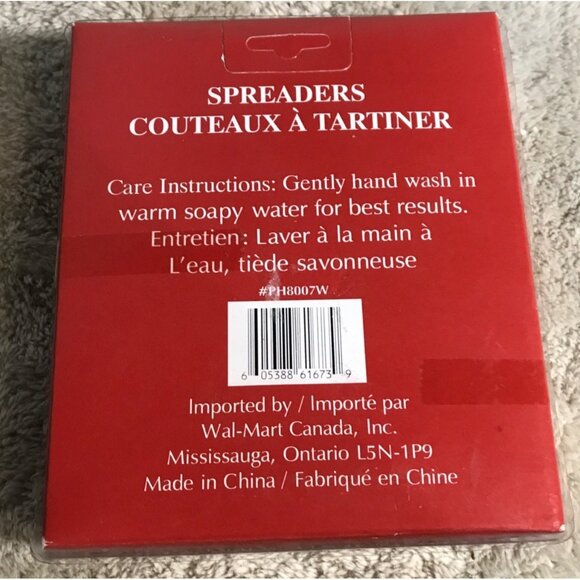 SPREADERS
COUTEAUX À TARTINER
Care Instructions: Gently hand wash in
warm soapy water for best results.
Entretien: Laver à la main à
L'eau, tiède savonneuse
#PH8007W
6 05388 61673 9
Imported by / Importé par
Wal-Mart Canada, Inc.
Mississauga, Ontario L5N-1P9
Made in China / Fabriqué en Chine